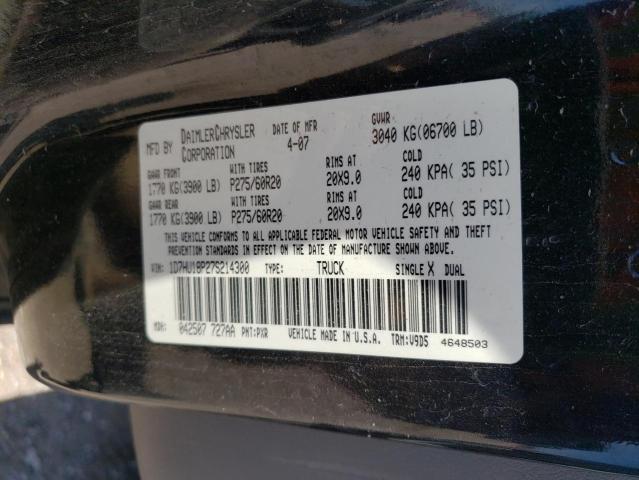 MFD BY DAIMLERCHRYSLER CORPORATION DATE OF MFR 4-07 GVWR 3040 KG(06700 LB)
GAWR FRONT WITH TIRES RIMS AT COLD
1770 KG(3900 LB) P275/60R20 20X9.0 240 KPA( 35 PSI)
GAWR REAR WITH TIRES RIMS AT COLD
1770 KG(3900 LB) P275/60R20 20X9.0 240 KPA( 35 PSI)
THIS VEHICLE CONFORMS TO ALL APPLICABLE FEDERAL MOTOR VEHICLE SAFETY AND THEFT
PREVENTION STANDARDS IN EFFECT ON THE DATE OF MANUFACTURE SHOWN ABOVE.
VIN: 1D7HU18P27S214300 TYPE: TRUCK SINGLE X DUAL
MDH: 042507 727AA PNT:PXR VEHICLE MADE IN U.S.A. TRM:V9D5 4648503